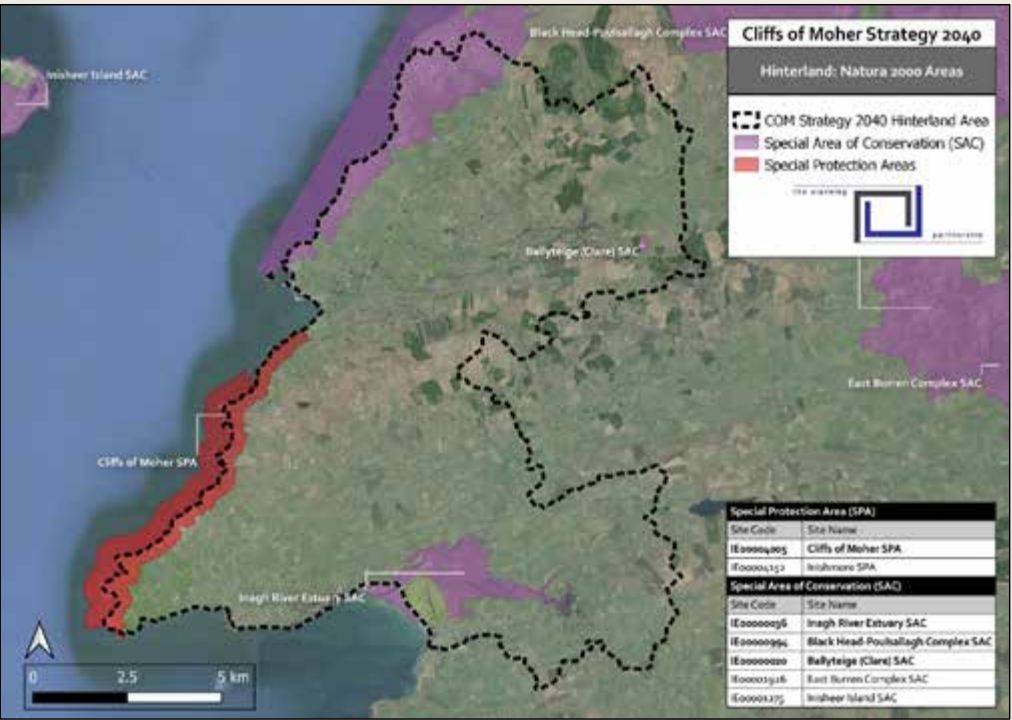 Black Head-Poulsallagh Complex SAC
Cliffs of Moher Strategy 2040
Hinterland: Natura 2000 Areas
Inisheer Island SAC
COM Strategy 2040 Hinterland Area
Special Area of Conservation (SAC)
Special Protection Areas
the planning
partnership
Ballyteige (Clare) SAC
East Burren Complex SAC
Cliffs of Moher SPA
Inagh River Estuary SAC
0 2.5 5 km
Special Protection Area (SPA)
Site Code Site Name
IE0004005 Cliffs of Moher SPA
IE0004152 Inishmore SPA
Special Area of Conservation (SAC)
Site Code Site Name
IE0000036 Inagh River Estuary SAC
Black Head-Poulsallagh Complex SAC
Ballyteige (Clare) SAC
IE0001926 East Burren Complex SAC
IE0001275 Inisheer Island SAC